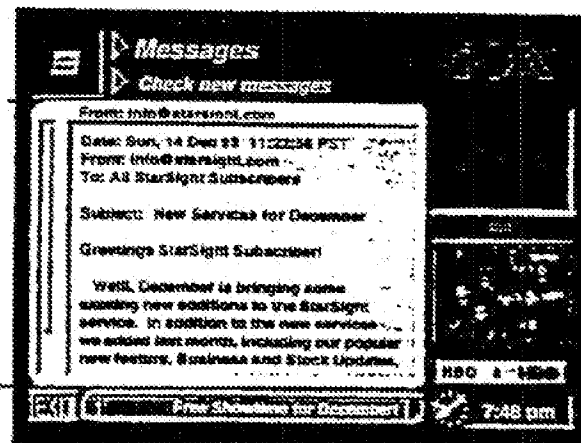 Messages
Check new messages
From: info@starsight.com
Date: Sun, 14 Dec 93 11:22:36 PST
From: info@starsight.com
To: All StarSight Subscribers
Subject: New Services for December
Greetings StarSight Subscriber!
Well, December is bringing some
exciting new additions to the StarSight
service. In addition to the new services
we added last month, including our popular
new feature, Business and Stock Updates,
HBO
EXIT
Free Showtime for December!
7:48 pm